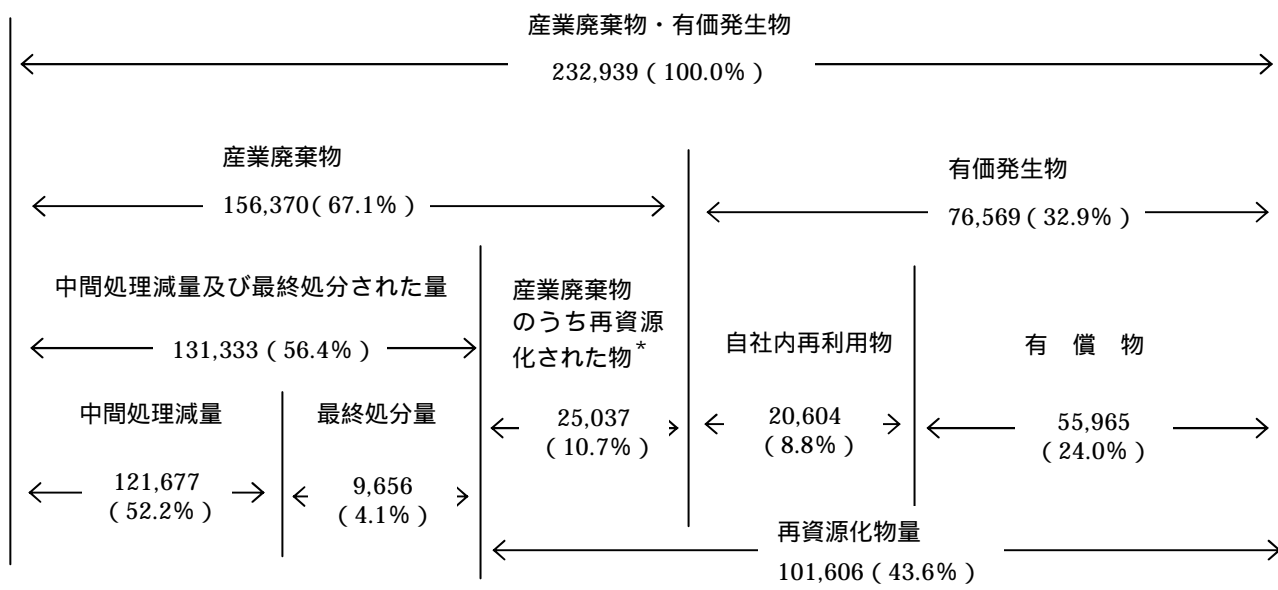 産業廃棄物・有価発生物
232,939 ( 100.0% )
産業廃棄物
156,370( 67.1% )
有価発生物
76,569 ( 32.9% )
中間処理減量及び最終処分された量
131,333 ( 56.4% )
産業廃棄物
のうち再資源
化された物*
自社内再利用物
有 償 物
中間処理減量
最終処分量
25,037
( 10.7% )
20,604
( 8.8% )
55,965
( 24.0% )
121,677
( 52.2% )
9,656
( 4.1% )
再資源化物量
101,606 ( 43.6% )